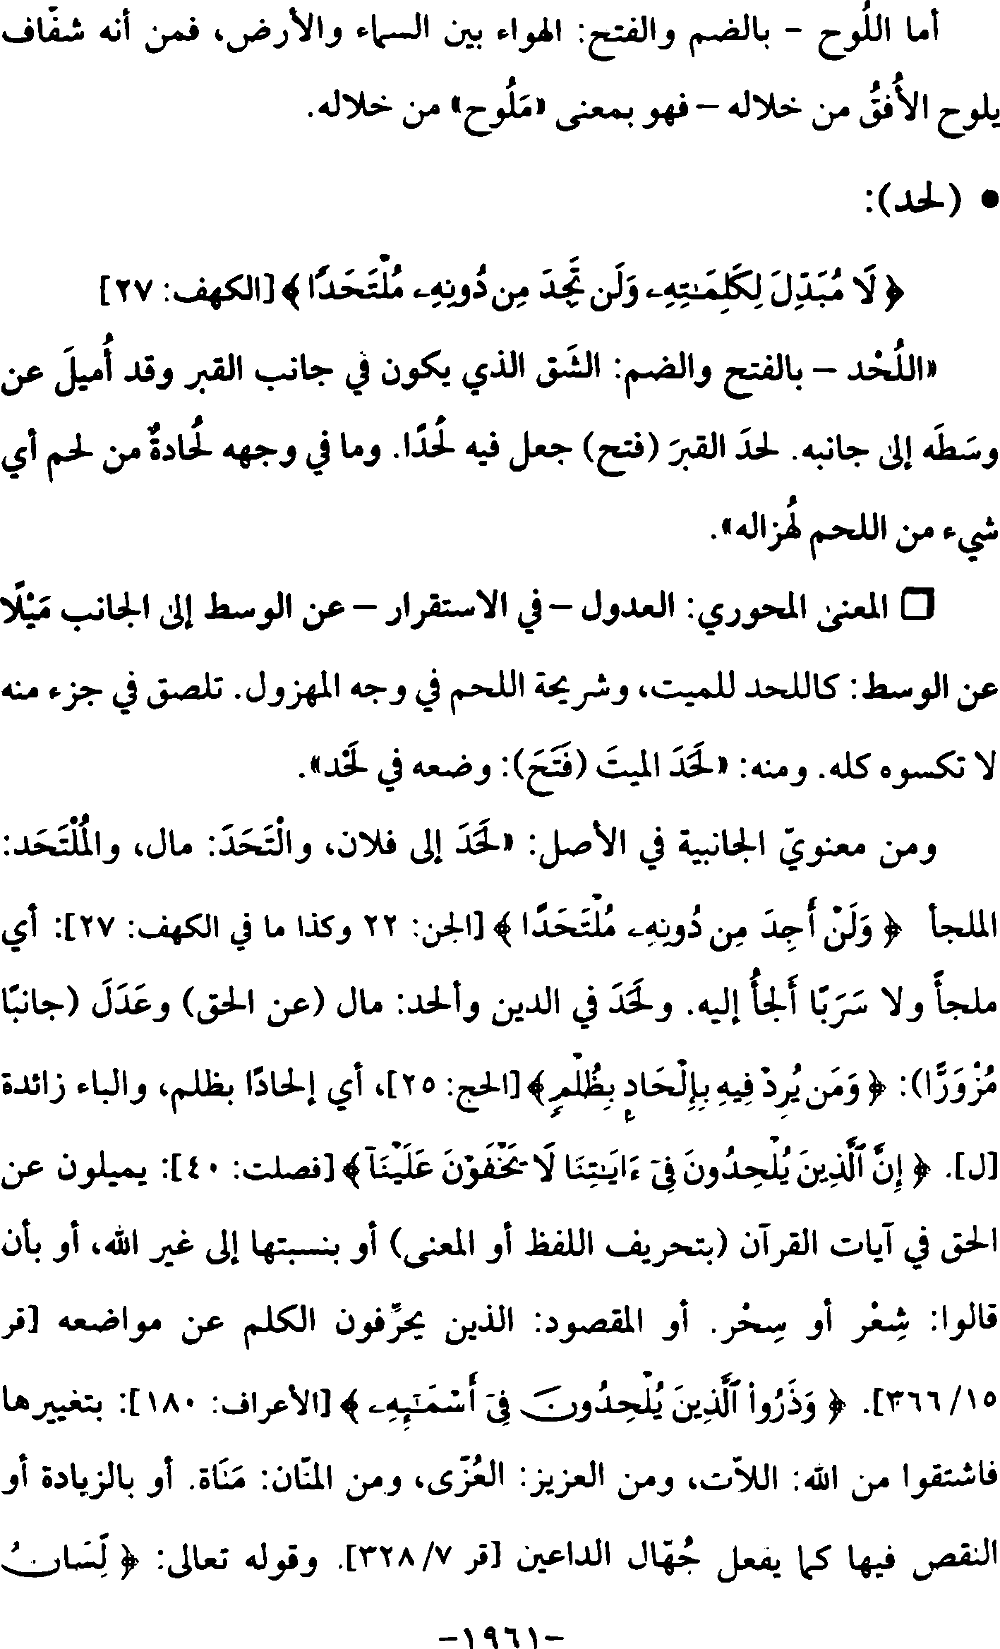 أما اللُوح – بالضم والفتح: الهواء بين السماء والأرض، فمن أنه شفّاف
يلوح الأُفقُ من خلاله – فهو بمعنى «مَلُوح» من خلاله.
• (لحد):
﴿ لَا مُبَدِّلَ لِكَلِمَـٰتِهِۦ وَلَن تَجِدَ مِن دُونِهِۦ مُلْتَحَدًا ﴾ [الكهف: ٢٧]
«اللُحْد – بالفتح والضم: الشَق الذي يكون في جانب القبر وقد أُميلَ عن
وسَطَه إلى جانبه. لحدَ القبرَ (فتح) جعل فيه لُحدًا. وما في وجهه لُحادةٌ من لحم أي
شيء من اللحم لهُزاله».
□ المعنى المحوري: العدول – في الاستقرار – عن الوسط إلى الجانب مَيْلًا
عن الوسط: كاللحد للميت، وشريحة اللحم في وجه المهزول. تلصق في جزء منه
لا تكسوه كله. ومنه: «لَحَدَ الميتَ (فَتَحَ): وضعه في لَحْد».
ومن معنويّ الجانبية في الأصل: «لَحَدَ إلى فلان، والْتَحَدَ: مال، والمُلْتَحَد:
الملجأ ﴿ وَلَنْ أَجِدَ مِن دُونِهِۦ مُلْتَحَدًا ﴾ [الجن: ٢٢ وكذا ما في الكهف: ٢٧]: أي
ملجأً ولا سَرَبًا أَلجأُ إليه. ولَحَدَ في الدين وألحد: مال (عن الحق) وعَدَلَ (جانبًا
مُزْوَرًّا): ﴿ وَمَن يُرِدْ فِيهِ بِإِلْحَادٍۭ بِظُلْمٍ ﴾ [الحج: ٢٥]، أي إلحادًا بظلم، والباء زائدة
[ل]. ﴿ إِنَّ ٱلَّذِينَ يُلْحِدُونَ فِىٓ ءَايَـٰتِنَا لَا يَخْفَوْنَ عَلَيْنَآ ﴾ [فصلت: ٤٠]: يميلون عن
الحق في آيات القرآن (بتحريف اللفظ أو المعنى) أو بنسبتها إلى غير الله، أو بأن
قالوا: شِعْر أو سِحْر. أو المقصود: الذين يحرِّفون الكلم عن مواضعه [قر
١٥/ ٣٦٦]. ﴿ وَذَرُوا۟ ٱلَّذِينَ يُلْحِدُونَ فِىٓ أَسْمَـٰٓئِهِۦ ﴾ [الأعراف: ١٨٠]: بتغييرها
فاشتقوا من الله: اللاّت، ومن العزيز: العُزّى، ومن المنّان: مَنَاة. أو بالزيادة أو
النقص فيها كما يفعل جُهّال الداعين [قر ٧/ ٣٢٨]. وقوله تعالى: ﴿ لِّسَانُ
–١٩٦١–